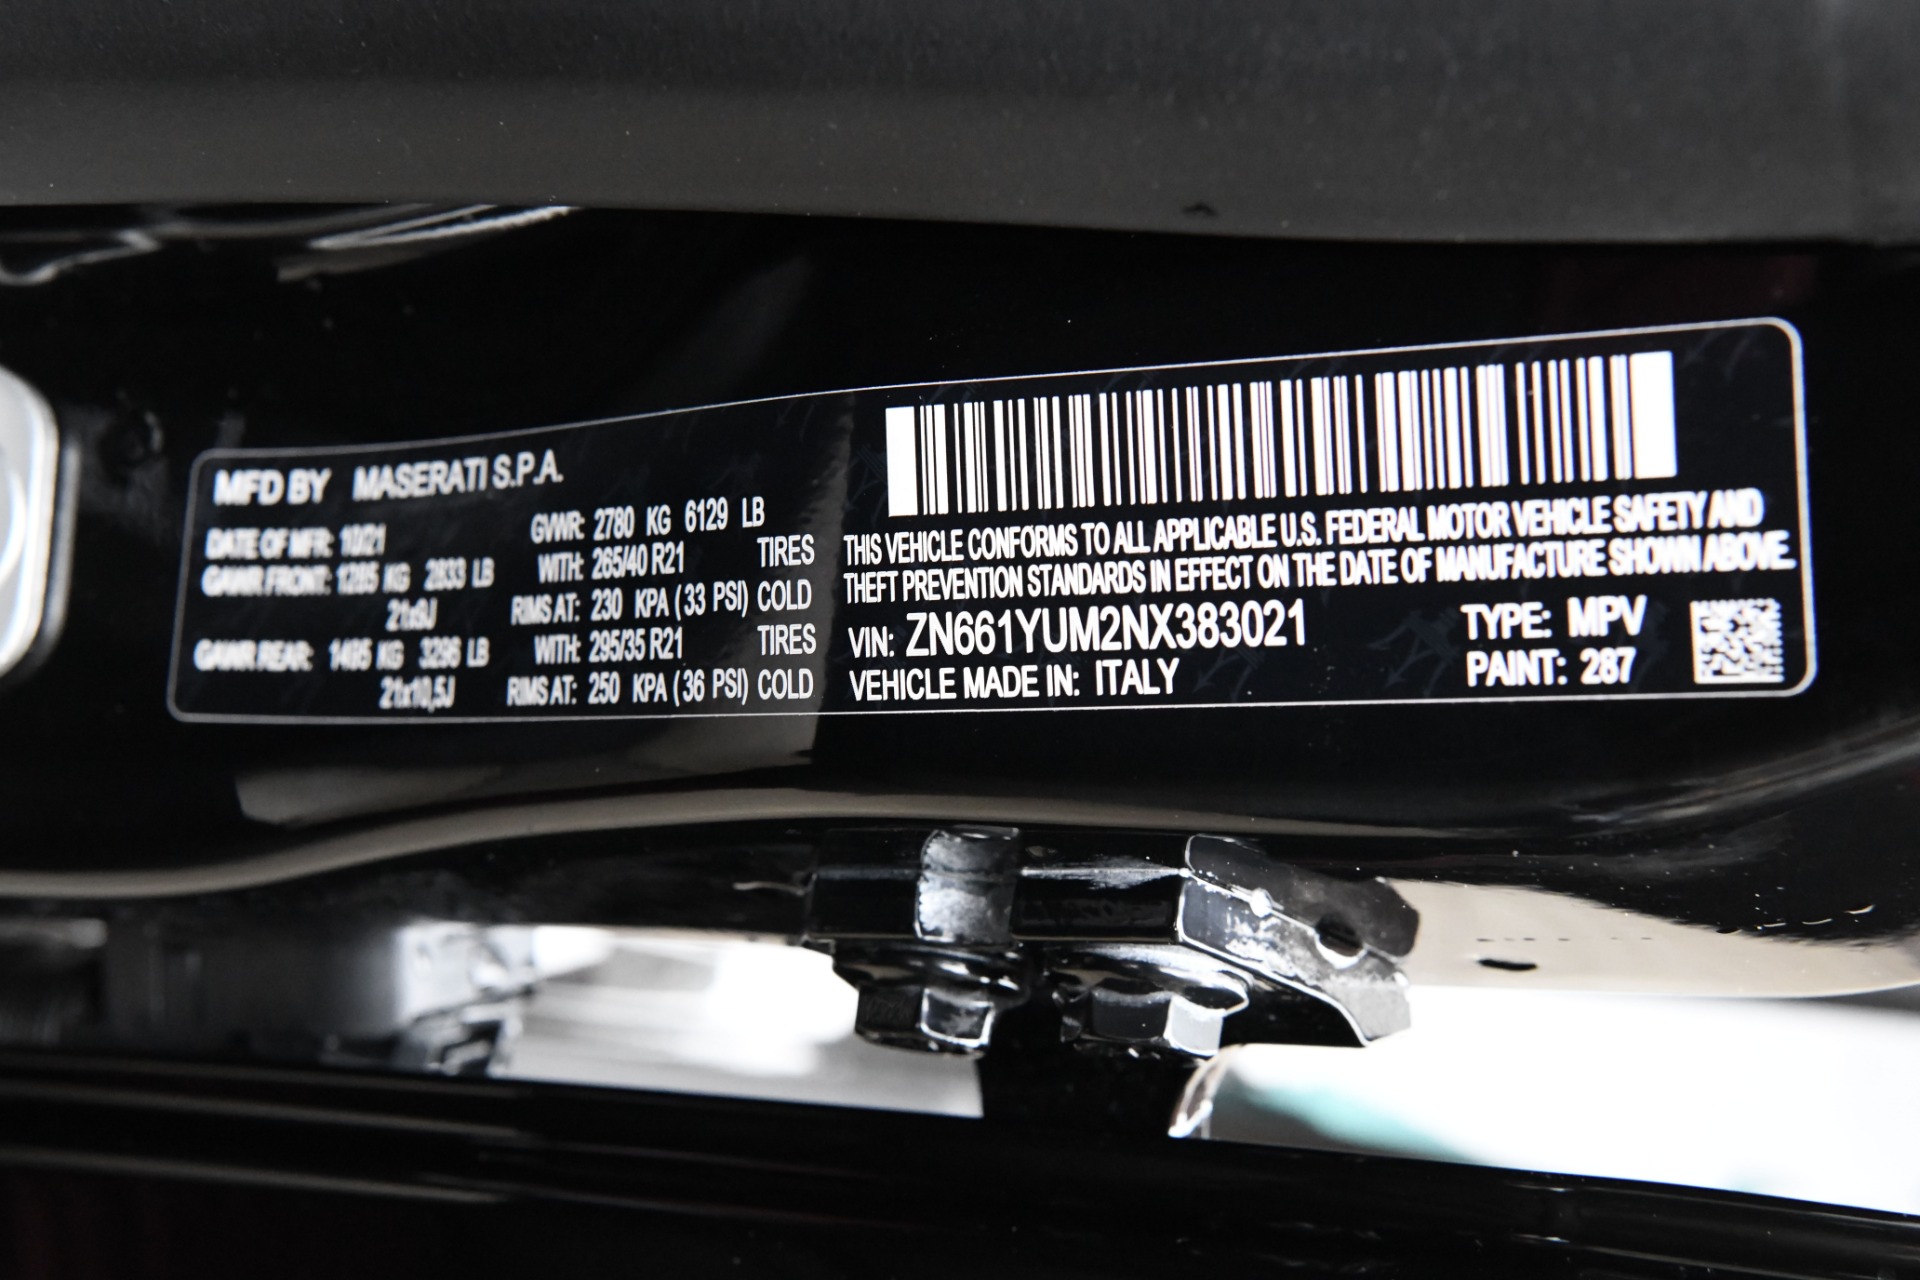 MFD BY MASERATI S.P.A.
DATE OF MFR: 10/21 GVWR: 2780 KG 6129 LB
GAWR FRONT: 1285 KG 2833 LB WITH: 265/40 R21 TIRES
21x9J RIMS AT: 230 KPA (33 PSI) COLD
GAWR REAR: 1495 KG 3296 LB WITH: 295/35 R21 TIRES
21x10,5J RIMS AT: 250 KPA (36 PSI) COLD
THIS VEHICLE CONFORMS TO ALL APPLICABLE U.S. FEDERAL MOTOR VEHICLE SAFETY AND
THEFT PREVENTION STANDARDS IN EFFECT ON THE DATE OF MANUFACTURE SHOWN ABOVE.
VIN: ZN661YUM2NX383021 TYPE: MPV
VEHICLE MADE IN: ITALY PAINT: 287